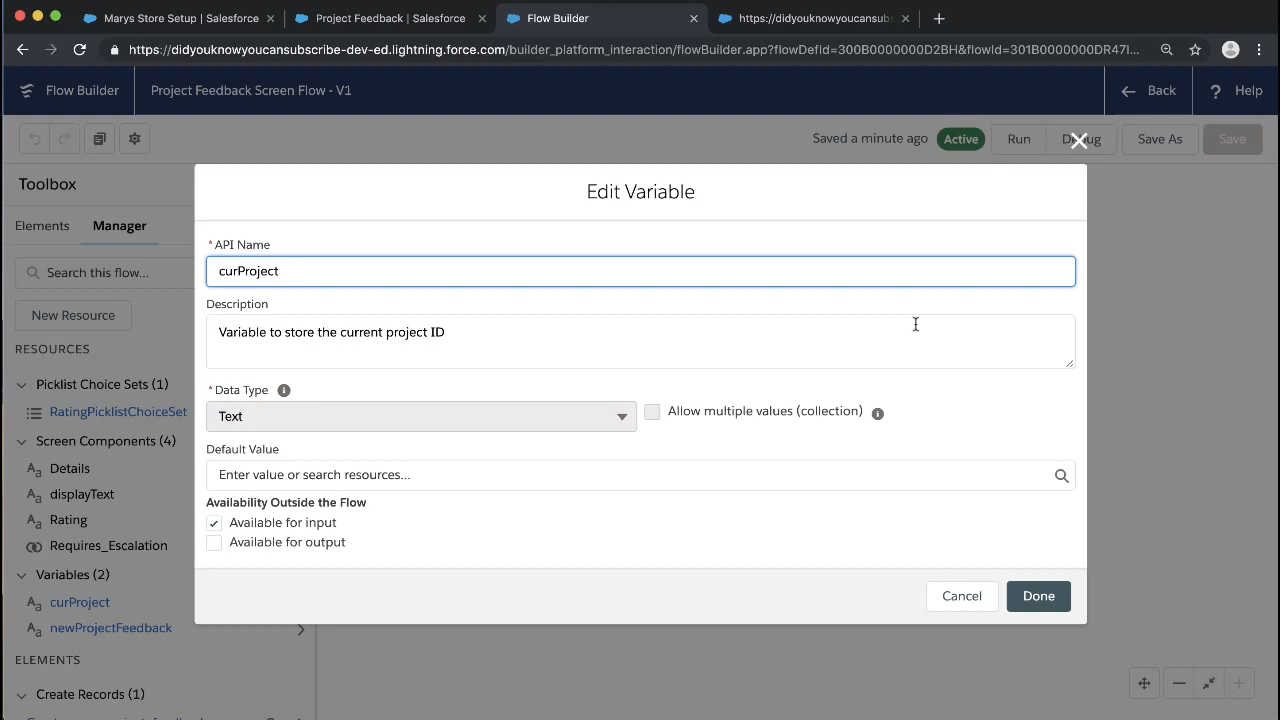 Marys Store Setup | Salesforce
Project Feedback | Salesforce
Flow Builder
https://didyouknowyoucansubs
https://didyouknowyoucansubscribe-dev-ed.lightning.force.com/builder_platform_interaction/flowBuilder.app?flowDefId=300B0000000D2BH&flowId=301B0000000DR47I...
Flow Builder
Project Feedback Screen Flow - V1
Back
Help
Saved a minute ago
Active
Run
Debug
Save As
Save
Toolbox
Elements
Manager
Search this flow...
New Resource
RESOURCES
Picklist Choice Sets (1)
RatingPicklistChoiceSet
Screen Components (4)
Details
displayText
Rating
Requires_Escalation
Variables (2)
curProject
newProjectFeedback
ELEMENTS
Create Records (1)
Edit Variable
* API Name
curProject
Description
Variable to store the current project ID
* Data Type
Text
Allow multiple values (collection)
Default Value
Enter value or search resources...
Availability Outside the Flow
Available for input
Available for output
Cancel
Done